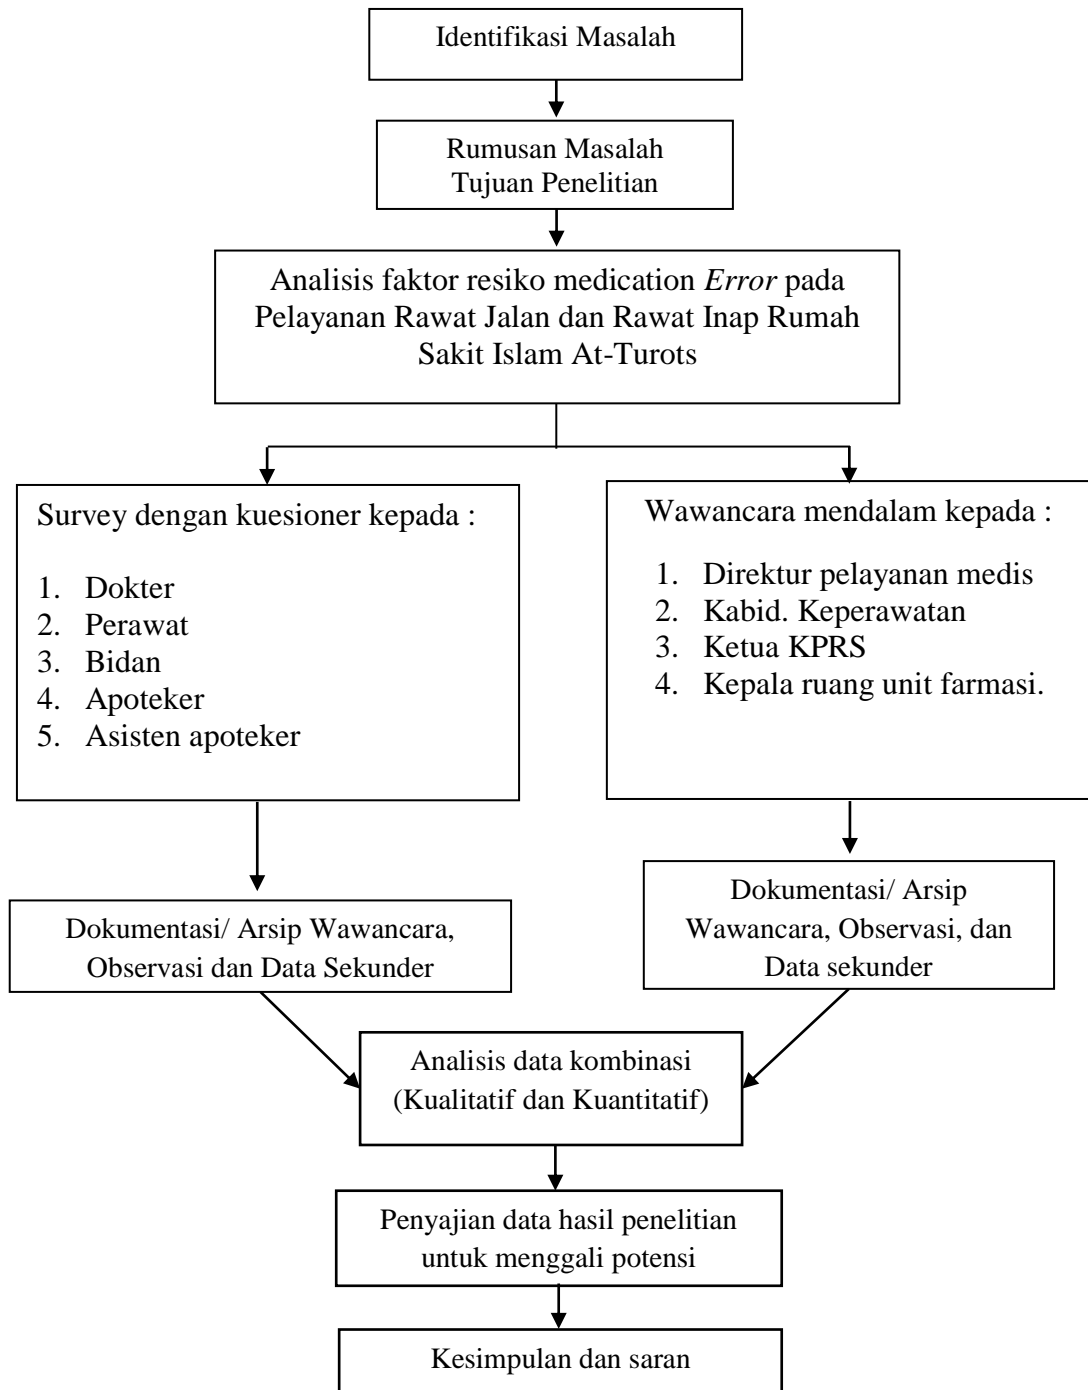 Identifikasi Masalah
Rumusan Masalah
Tujuan Penelitian
Analisis faktor resiko medication Error pada
Pelayanan Rawat Jalan dan Rawat Inap Rumah
Sakit Islam At-Turots
Survey dengan kuesioner kepada :
1. Dokter
2. Perawat
3. Bidan
4. Apoteker
5. Asisten apoteker
Wawancara mendalam kepada :
1. Direktur pelayanan medis
2. Kabid. Keperawatan
3. Ketua KPRS
4. Kepala ruang unit farmasi.
Dokumentasi/ Arsip Wawancara,
Observasi dan Data Sekunder
Dokumentasi/ Arsip
Wawancara, Observasi, dan
Data sekunder
Analisis data kombinasi
(Kualitatif dan Kuantitatif)
Penyajian data hasil penelitian
untuk menggali potensi
Kesimpulan dan saran